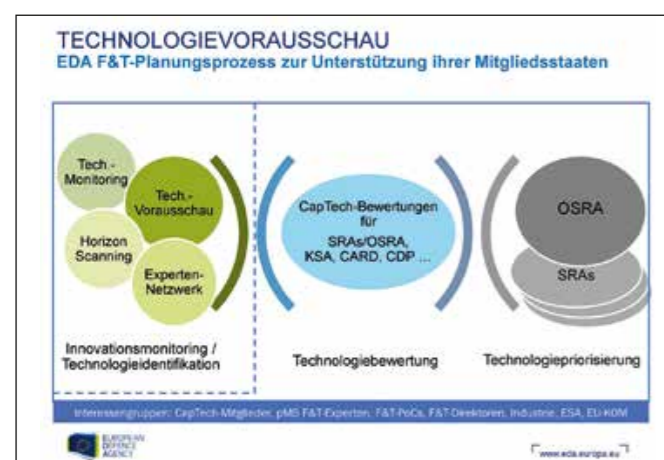 TECHNOLOGIEVORAUSSCHAU
EDA F&T-Planungsprozess zur Unterstützung ihrer Mitgliedsstaaten
Tech.-
Monitoring
Tech.-
Vorausschau
Horizon
Scanning
Experten-
Netzwerk
Innovationsmonitoring /
Technologieidentifikation
CapTech-Bewertungen
für
SRAs/OSRA,
KSA, CARD, CDP ...
Technologiebewertung
OSRA
SRAs
Technologiepriorisierung
Interessengruppen: CapTech-Mitglieder, pMS F&T-Experten, F&T-PoCs, F&T-Direktoren, Industrie, ESA, EU-KOM
EUROPEAN
DEFENCE
AGENCY
www.eda.europa.eu